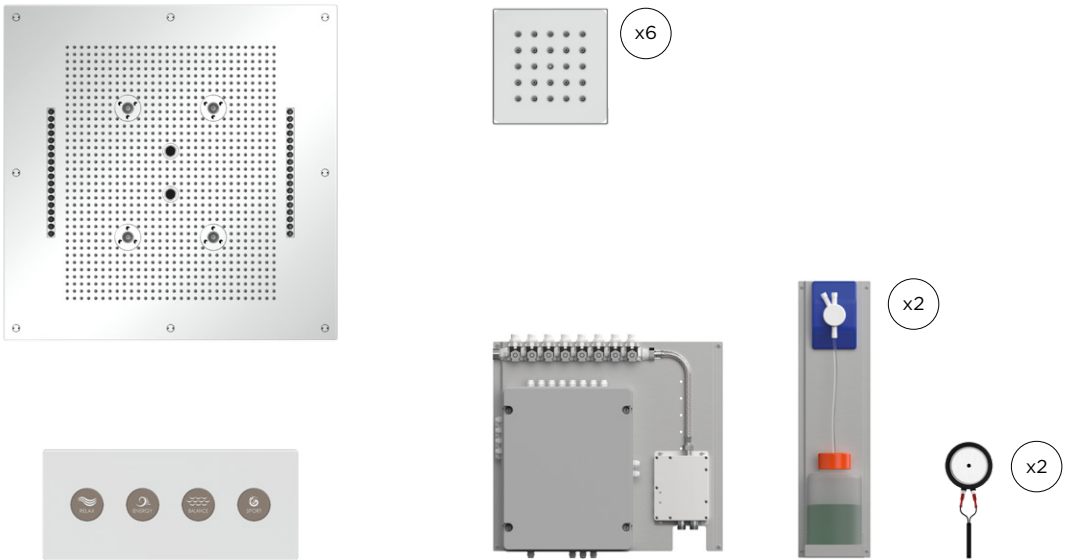 x6
x2
x2
RELAX
ENERGY
BALANCE
SPORT